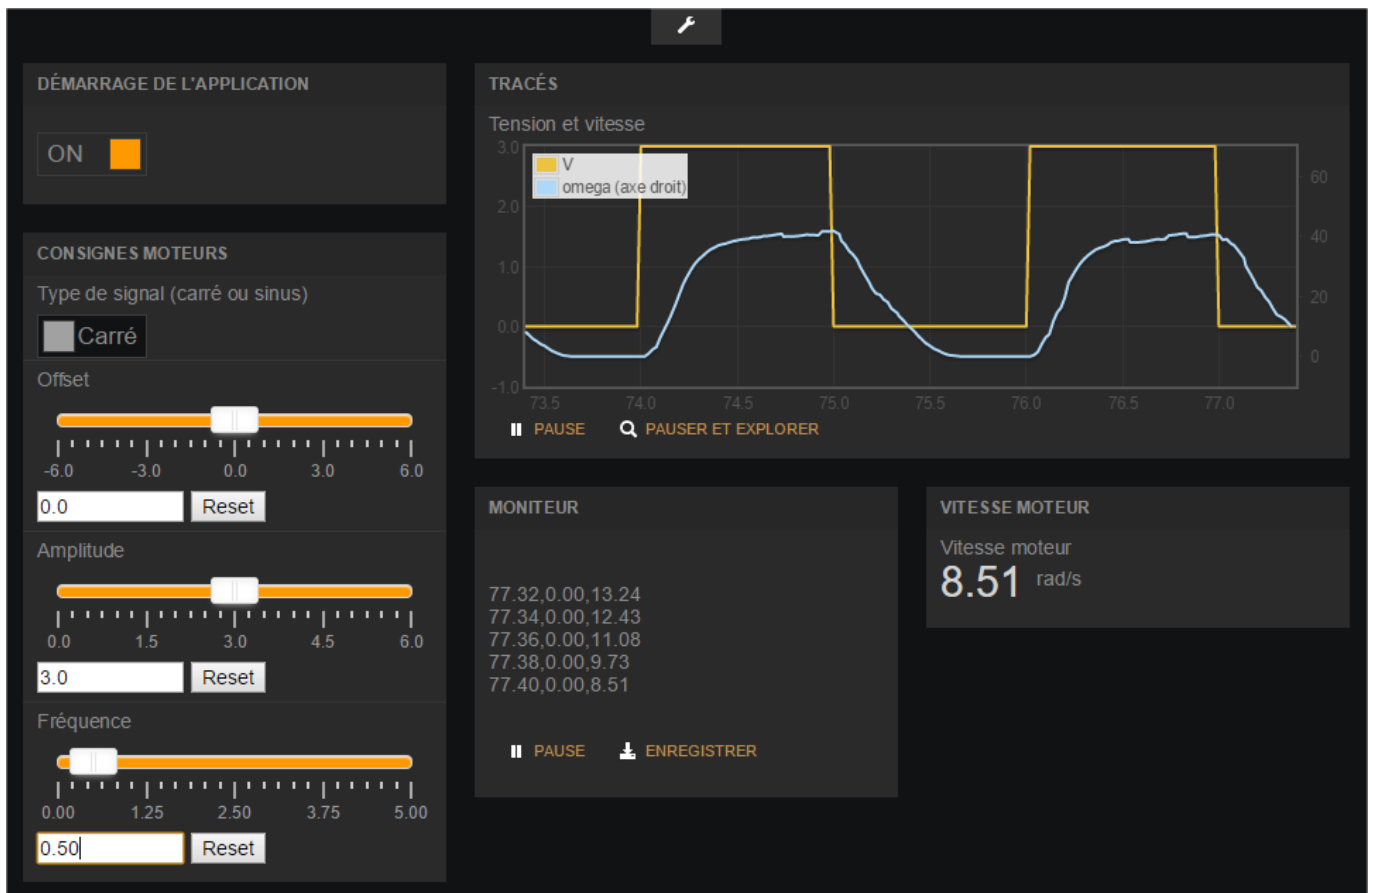 DÉMARRAGE DE L'APPLICATION
ON
CONSIGNES MOTEURS
Type de signal (carré ou sinus)
Carré
Offset
-6.0 -3.0 0.0 3.0 6.0
0.0 Reset
Amplitude
0.0 1.5 3.0 4.5 6.0
3.0 Reset
Fréquence
0.00 1.25 2.50 3.75 5.00
0.50 Reset
TRACÉS
Tension et vitesse
3.0
V
omega (axe droit)
60
2.0
40
1.0
20
0.0
0
-1.0
73.5 74.0 74.5 75.0 75.5 76.0 76.5 77.0
PAUSE PAUSER ET EXPLORER
MONITEUR
77.32,0.00,13.24
77.34,0.00,12.43
77.36,0.00,11.08
77.38,0.00,9.73
77.40,0.00,8.51
PAUSE ENREGISTRER
VITESSE MOTEUR
Vitesse moteur
8.51 rad/s